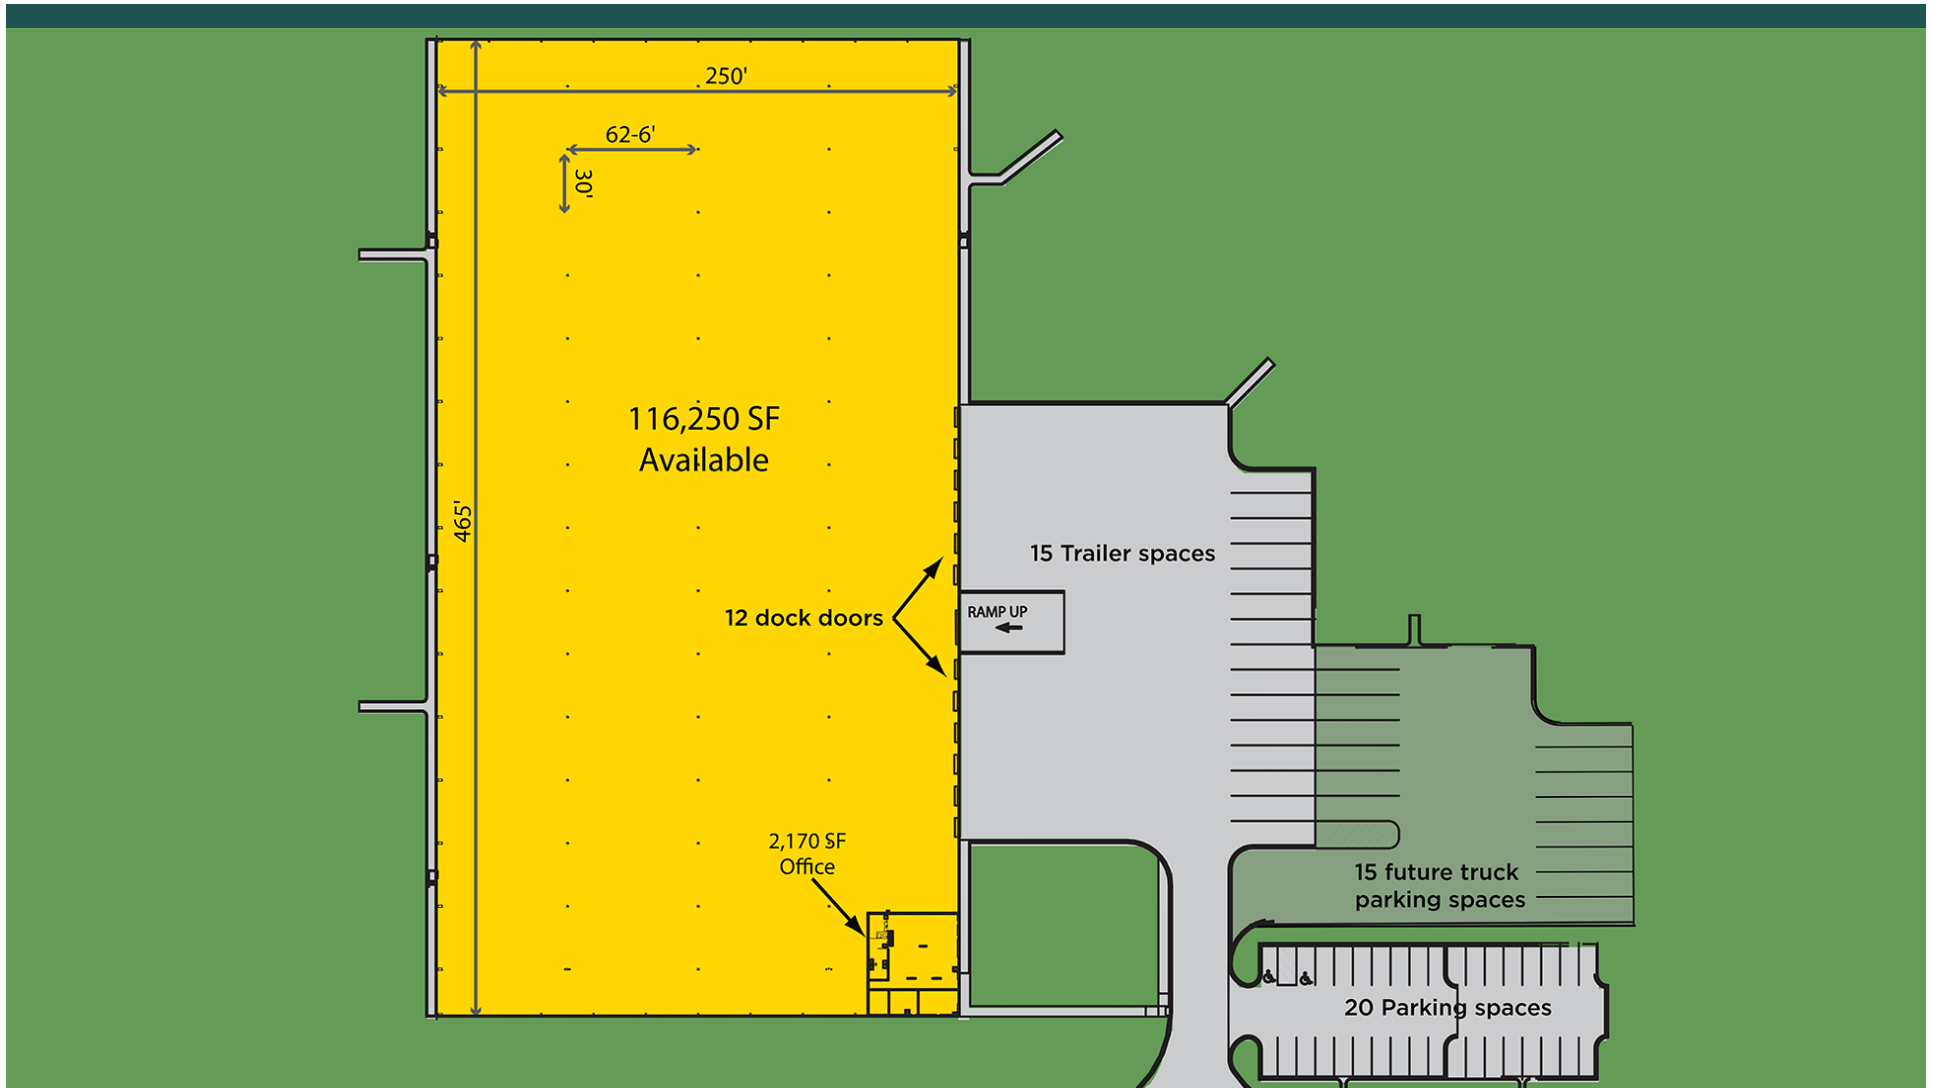 250'
62-6'
30'
116,250 SF
Available
465'
15 Trailer spaces
12 dock doors
RAMP UP
2,170 SF
Office
15 future truck
parking spaces
20 Parking spaces